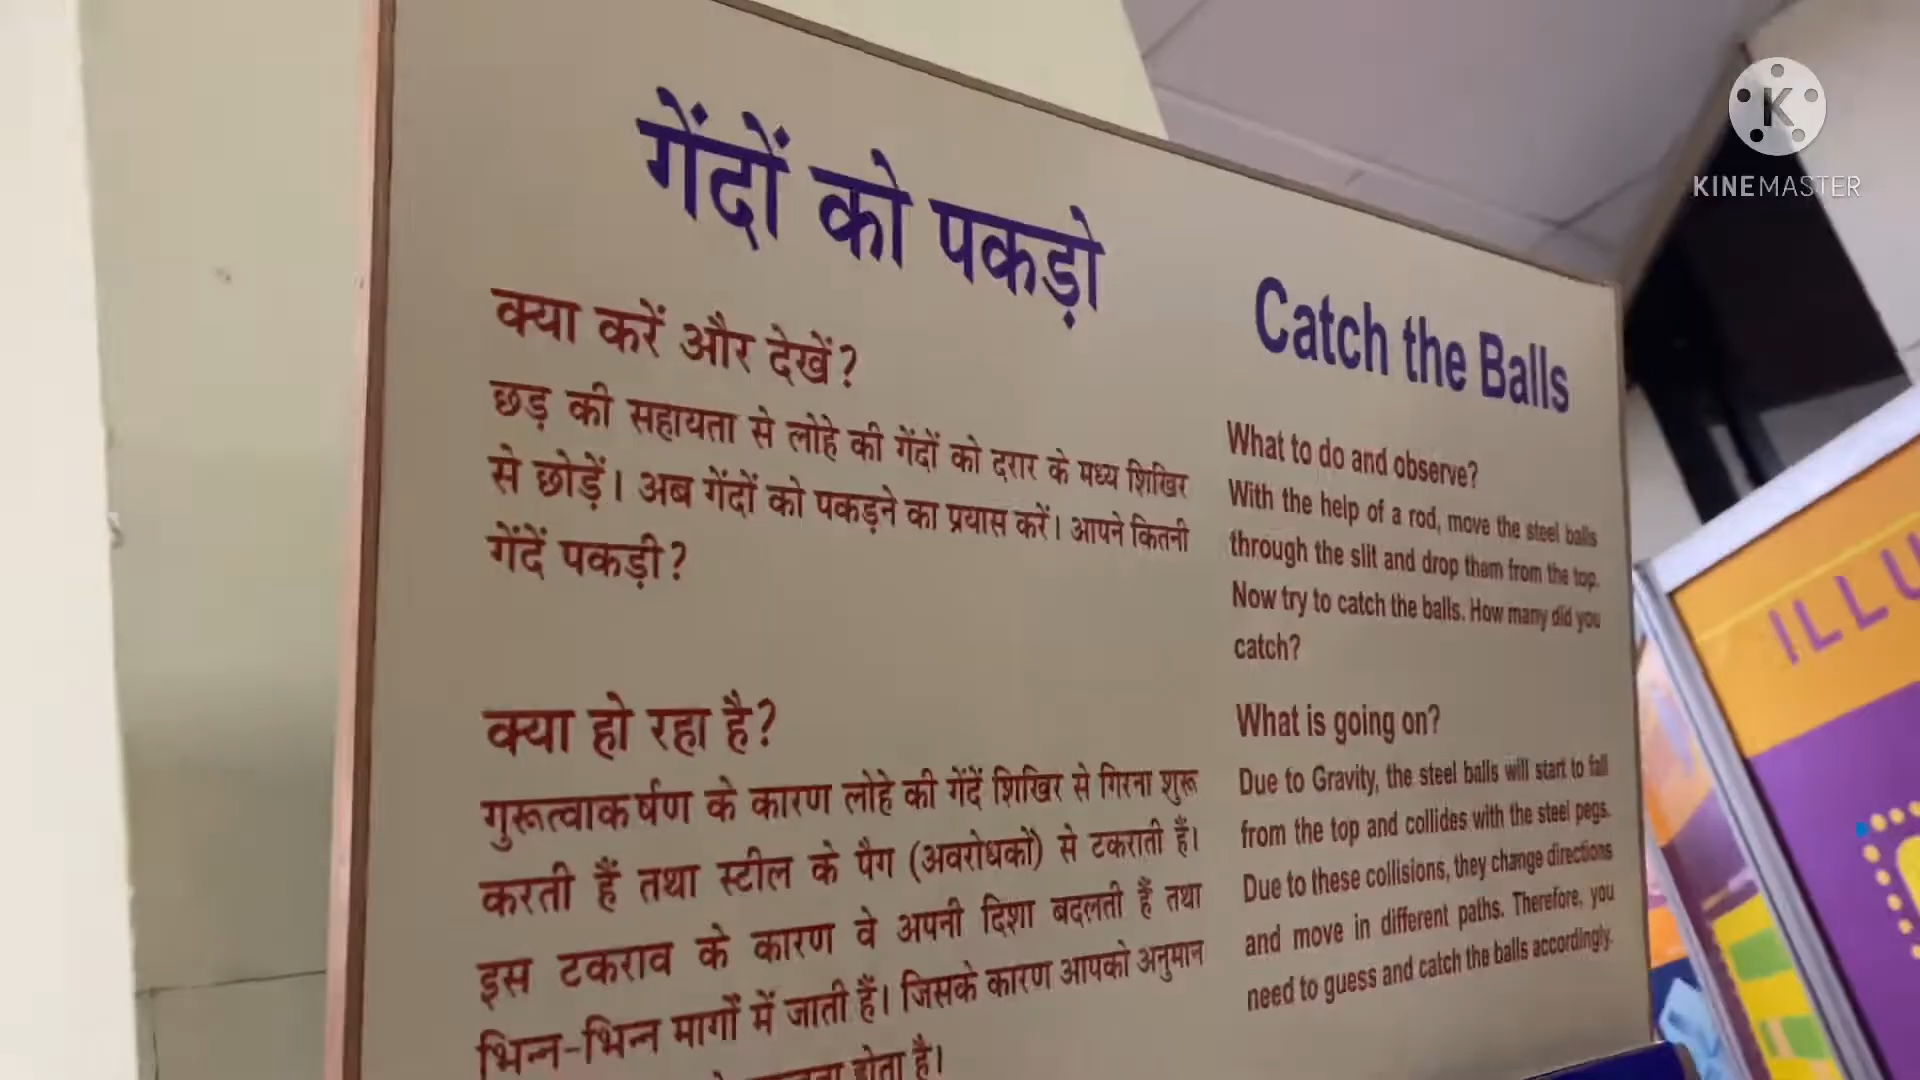 गेंदों को पकड़ो
क्या करें और देखें?
छड़ की सहायता से लोहे की गेंदों को दरार के मध्य शिखिर
से छोड़ें। अब गेंदों को पकड़ने का प्रयास करें। आपने कितनी
गेंदें पकड़ी?
क्या हो रहा है?
गुरूत्वाकर्षण के कारण लोहे की गेंदें शिखिर से गिरना शुरू
करती हैं तथा स्टील के पैग (अवरोधकों) से टकराती हैं।
इस टकराव के कारण वे अपनी दिशा बदलती हैं तथा
भिन्न-भिन्न मार्गों में जाती हैं। जिसके कारण आपको अनुमान
होता है।
Catch the Balls
What to do and observe?
With the help of a rod, move the steel balls
through the slit and drop them from the top.
Now try to catch the balls. How many did you
catch?
What is going on?
Due to Gravity, the steel balls will start to fall
from the top and collides with the steel pegs.
Due to these collisions, they change directions
and move in different paths. Therefore, you
need to guess and catch the balls accordingly.
K
KINEMASTER
ILLU